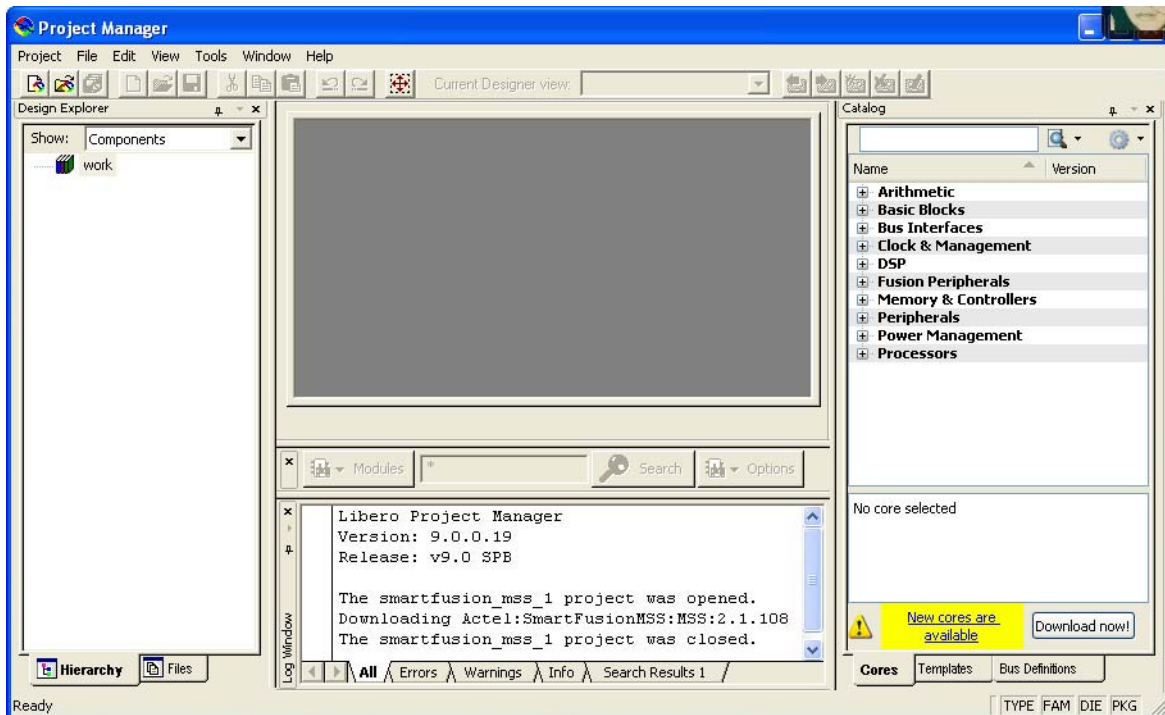 Project Manager
Project File Edit View Tools Window Help
Current Designer view:
Design Explorer
Show: Components
work
Hierarchy Files
Modules * Search Options
Log Window
Libero Project Manager
Version: 9.0.0.19
Release: v9.0 SPB
The smartfusion_mss_1 project was opened.
Downloading Actel:SmartFusionMSS:MSS:2.1.108
The smartfusion_mss_1 project was closed.
All Errors Warnings Info Search Results 1
Catalog
Name Version
Arithmetic
Basic Blocks
Bus Interfaces
Clock & Management
DSP
Fusion Peripherals
Memory & Controllers
Peripherals
Power Management
Processors
No core selected
New cores are
available
Download now!
Cores Templates Bus Definitions
Ready
TYPE FAM DIE PKG